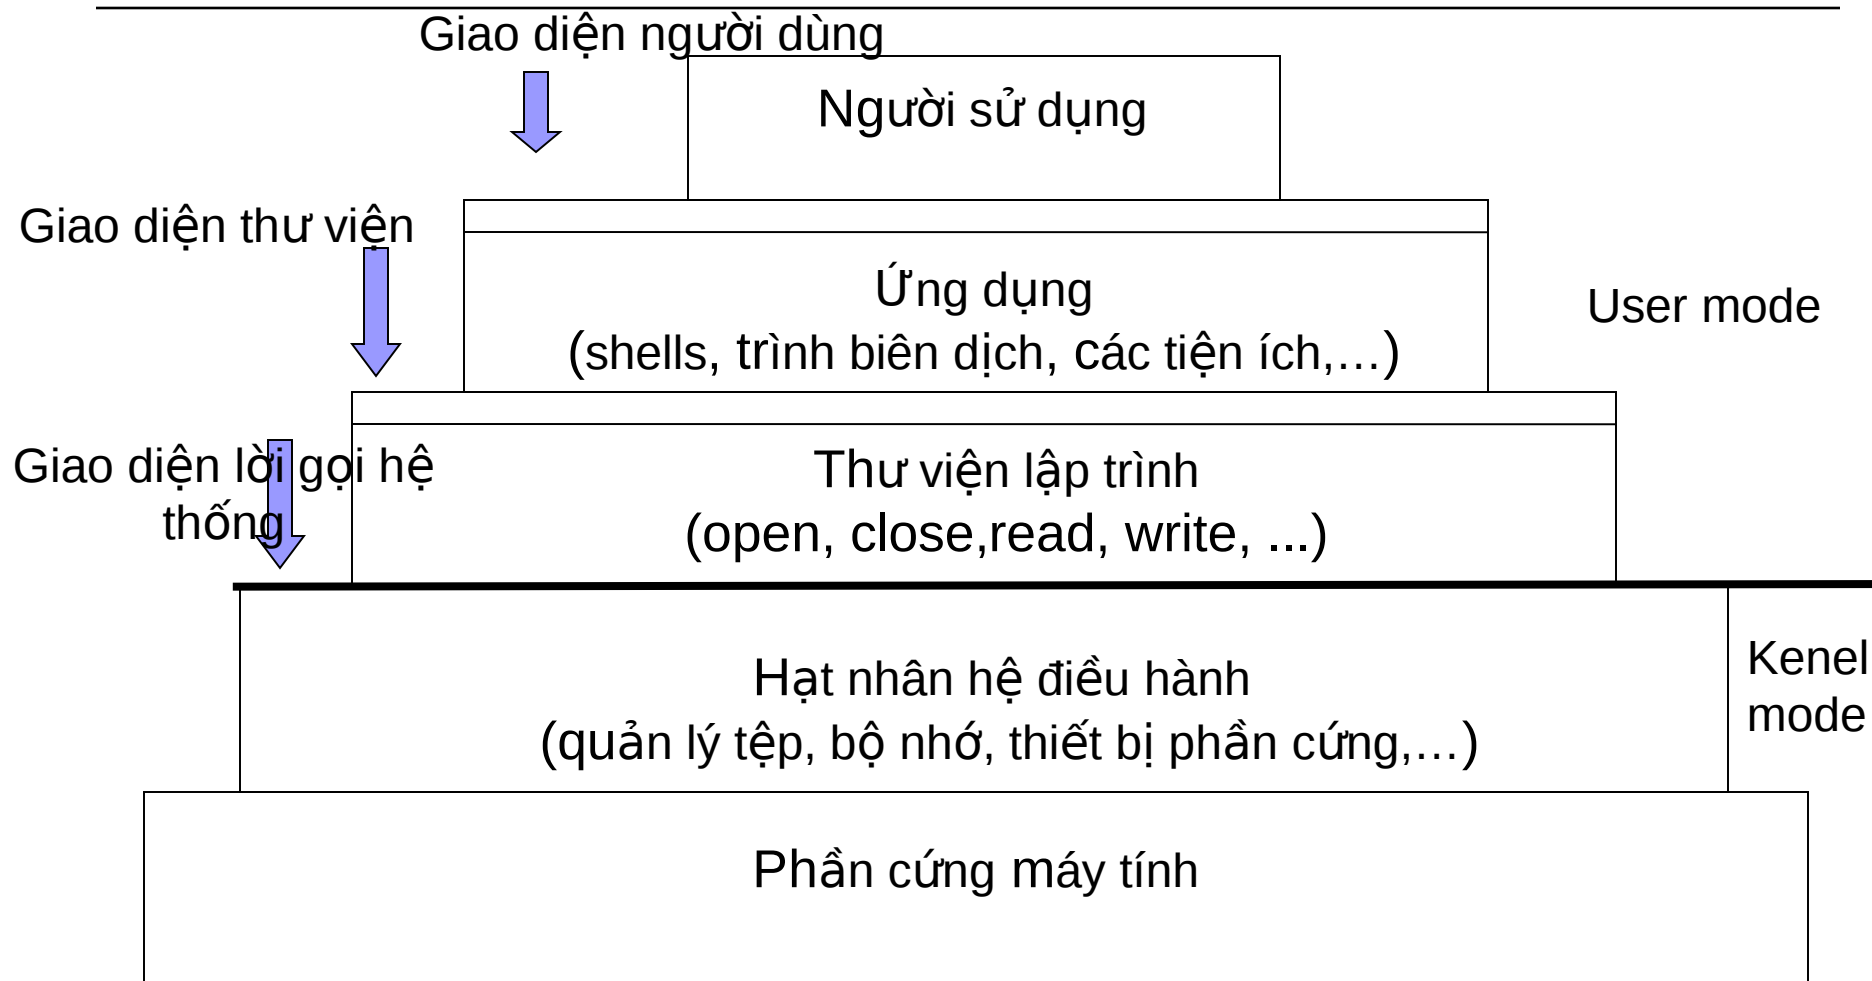 Giao diện người dùng
Người sử dụng
Giao diện thư viện
Ứng dụng
(shells, trình biên dịch, các tiện ích,…)
User mode
Giao diện lời gọi hệ
thống
Thư viện lập trình
(open, close,read, write, ...)
Hạt nhân hệ điều hành
(quản lý tệp, bộ nhớ, thiết bị phần cứng,…)
Kenel
mode
Phần cứng máy tính